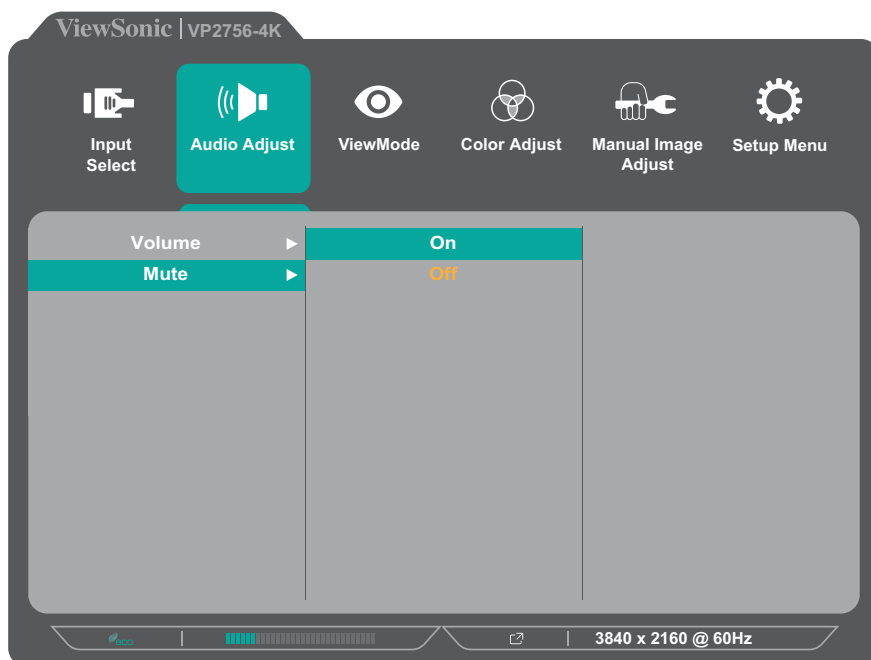 ViewSonic | VP2756-4K
Input Select
Audio Adjust
ViewMode
Color Adjust
Manual Image Adjust
Setup Menu
Volume
On
Mute
Off
eco
3840 x 2160 @ 60Hz